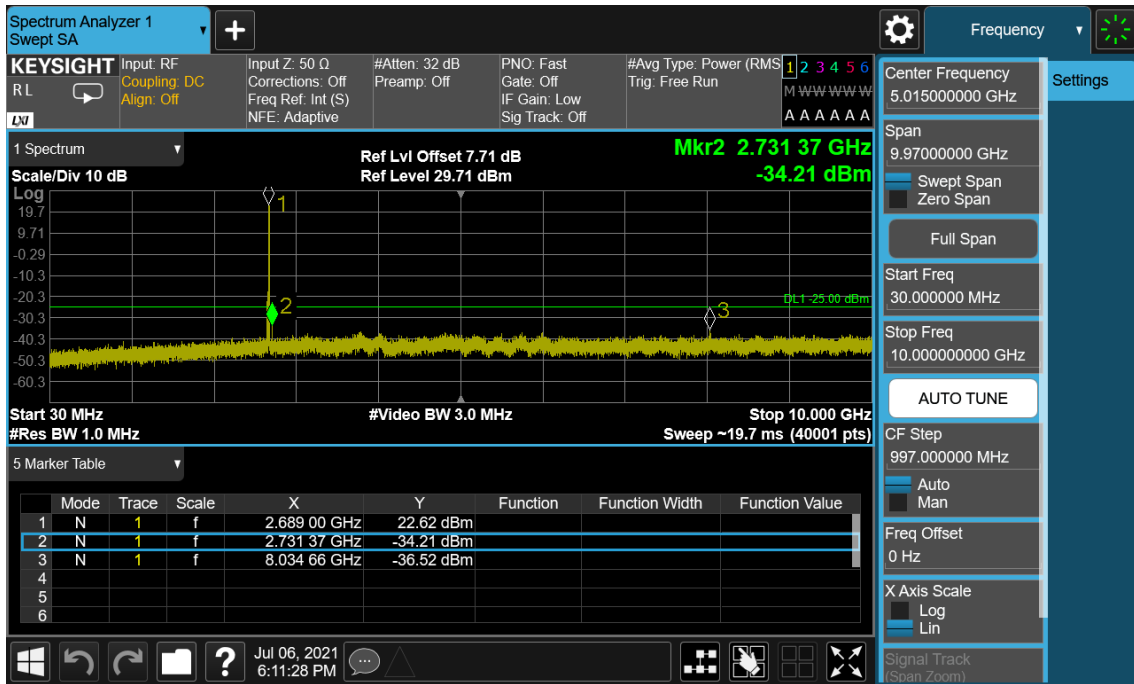 Spectrum Analyzer 1
Swept SA
Frequency
KEYSIGHT
RL
LXI
Input: RF
Coupling: DC
Align: Off
Input Z: 50 Ω
Corrections: Off
Freq Ref: Int (S)
NFE: Adaptive
#Atten: 32 dB
Preamp: Off
PNO: Fast
Gate: Off
IF Gain: Low
Sig Track: Off
#Avg Type: Power (RMS
Trig: Free Run
1 2 3 4 5 6
M W W W W W
A A A A A A
1 Spectrum
Scale/Div 10 dB
Ref Lvl Offset 7.71 dB
Ref Level 29.71 dBm
Mkr2 2.731 37 GHz
-34.21 dBm
Log
19.7
9.71
-0.29
-10.3
-20.3
-30.3
-40.3
-50.3
-60.3
1
2
3
DL1 -25.00 dBm
Start 30 MHz
#Video BW 3.0 MHz
Stop 10.000 GHz
#Res BW 1.0 MHz
Sweep ~19.7 ms (40001 pts)
5 Marker Table
Mode Trace Scale X Y Function Function Width Function Value
1 N 1 f 2.689 00 GHz 22.62 dBm
2 N 1 f 2.731 37 GHz -34.21 dBm
3 N 1 f 8.034 66 GHz -36.52 dBm
4
5
6
?
Jul 06, 2021
6:11:28 PM
Center Frequency
5.015000000 GHz
Settings
Span
9.97000000 GHz
Swept Span
Zero Span
Full Span
Start Freq
30.000000 MHz
Stop Freq
10.000000000 GHz
AUTO TUNE
CF Step
997.000000 MHz
Auto
Man
Freq Offset
0 Hz
X Axis Scale
Log
Lin
Signal Track
(Span Zoom)